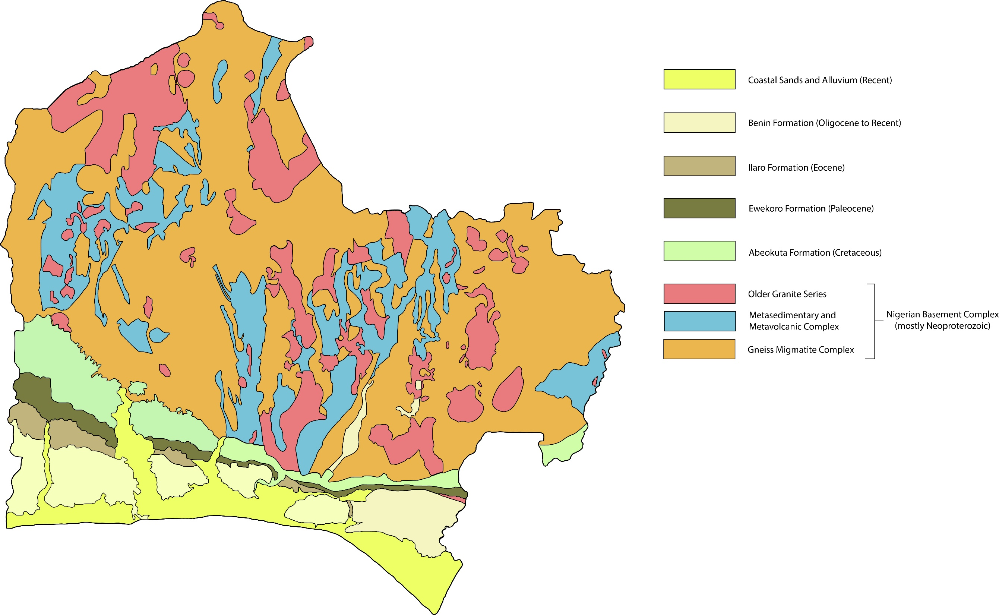 Coastal Sands and Alluvium (Recent)
Benin Formation (Oligocene to Recent)
Ilaro Formation (Eocene)
Ewekoro Formation (Paleocene)
Abeokuta Formation (Cretaceous)
Older Granite Series
Metasedimentary and
Metavolcanic Complex
Gneiss Migmatite Complex
Nigerian Basement Complex
(mostly Neoproterozoic)